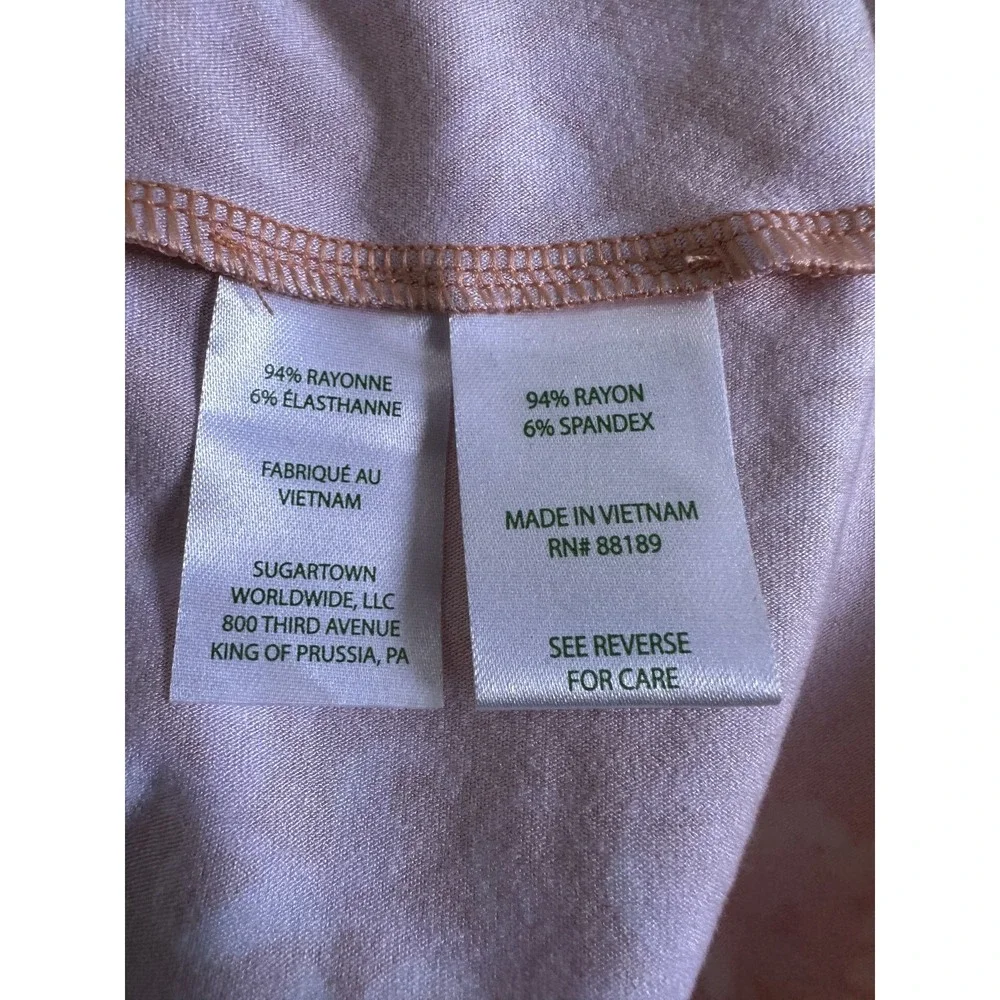 94% RAYONNE
6% ÉLASTHANNE
FABRIQUÉ AU
VIETNAM
SUGARTOWN
WORLDWIDE, LLC
800 THIRD AVENUE
KING OF PRUSSIA, PA
94% RAYON
6% SPANDEX
MADE IN VIETNAM
RN# 88189
SEE REVERSE
FOR CARE